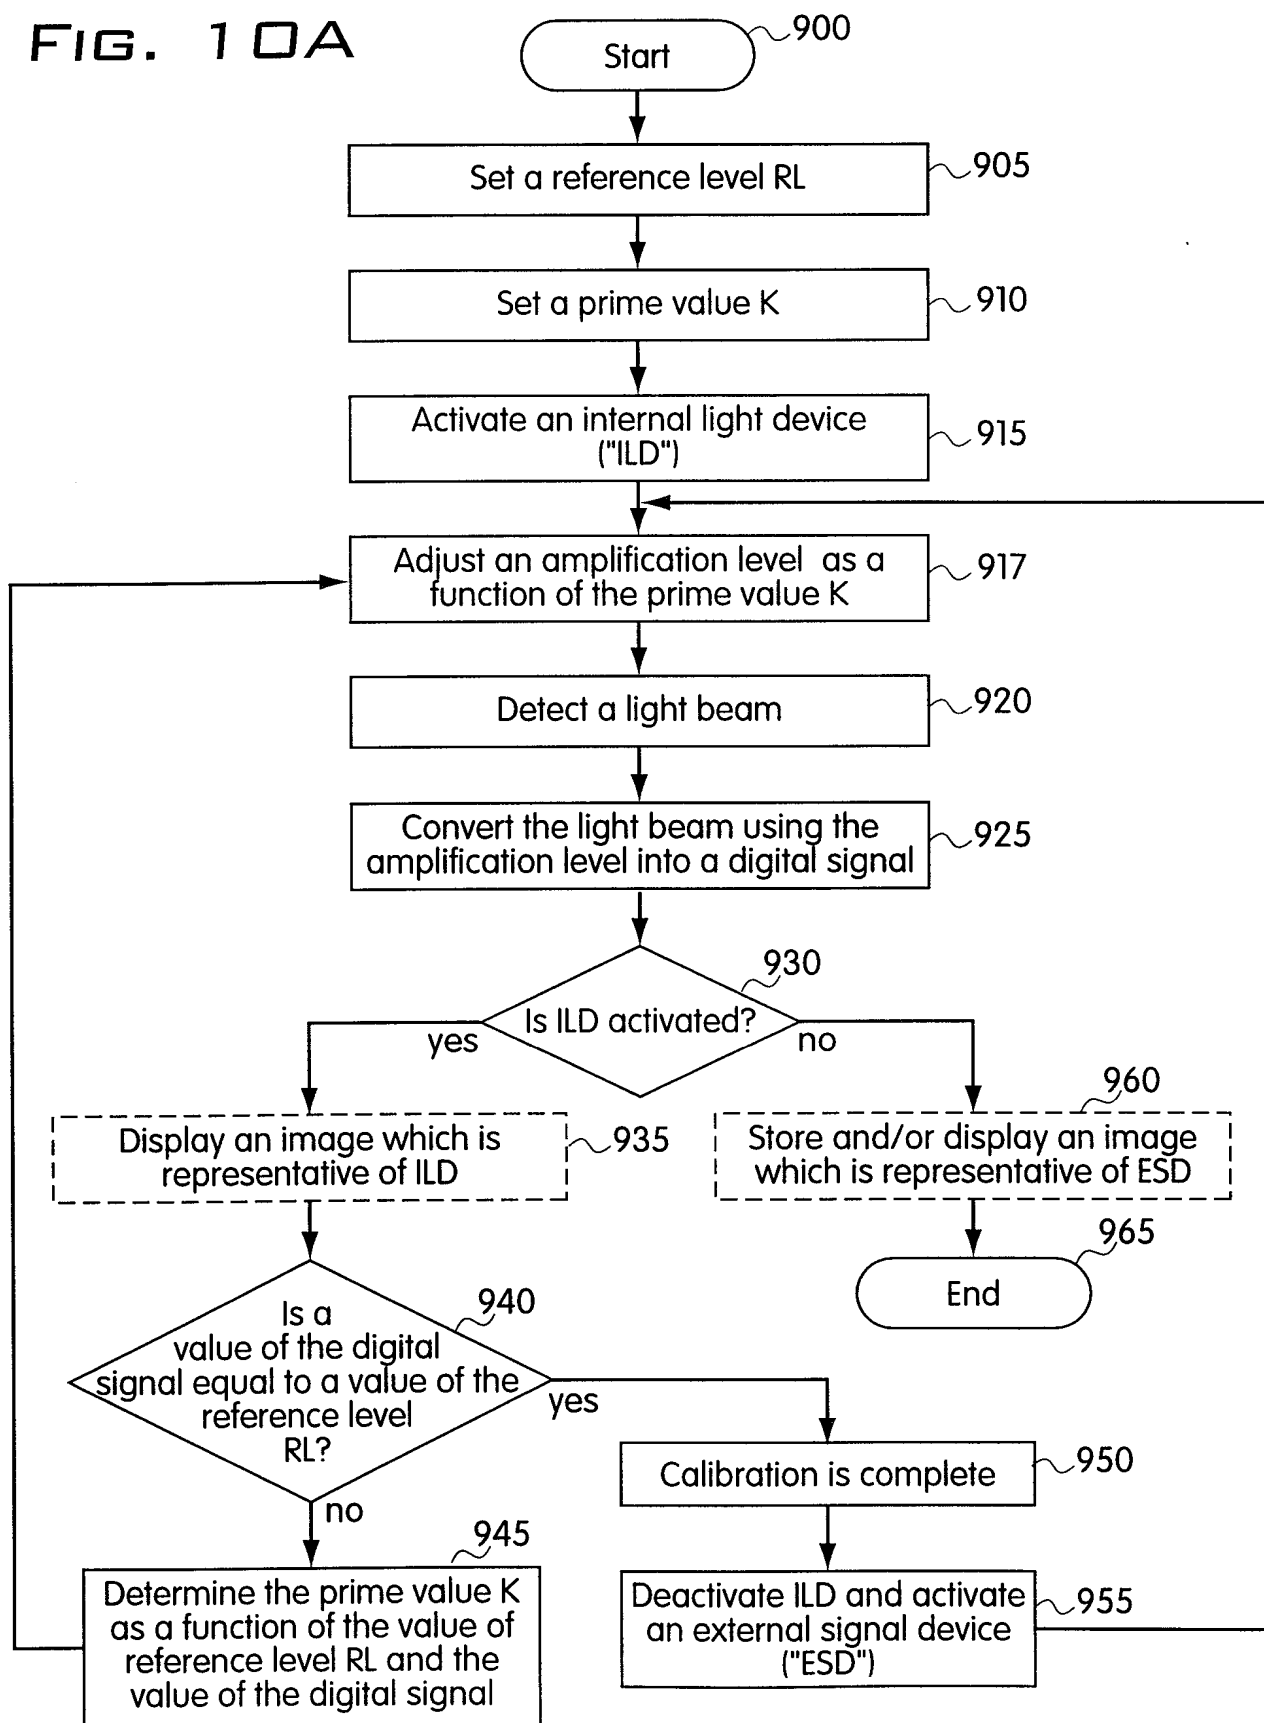 FIG. 10A
Start
900
Set a reference level RL
905
Set a prime value K
910
Activate an internal light device
("ILD")
915
Adjust an amplification level as a
function of the prime value K
917
Detect a light beam
920
Convert the light beam using the
amplification level into a digital signal
925
930
Is ILD activated?
yes
no
Display an image which is
representative of ILD
935
960
Store and/or display an image
which is representative of ESD
965
End
940
Is a
value of the digital
signal equal to a value of the
reference level
RL?
yes
no
Calibration is complete
950
945
Determine the prime value K
as a function of the value of
reference level RL and the
value of the digital signal
Deactivate ILD and activate
an external signal device
("ESD")
955